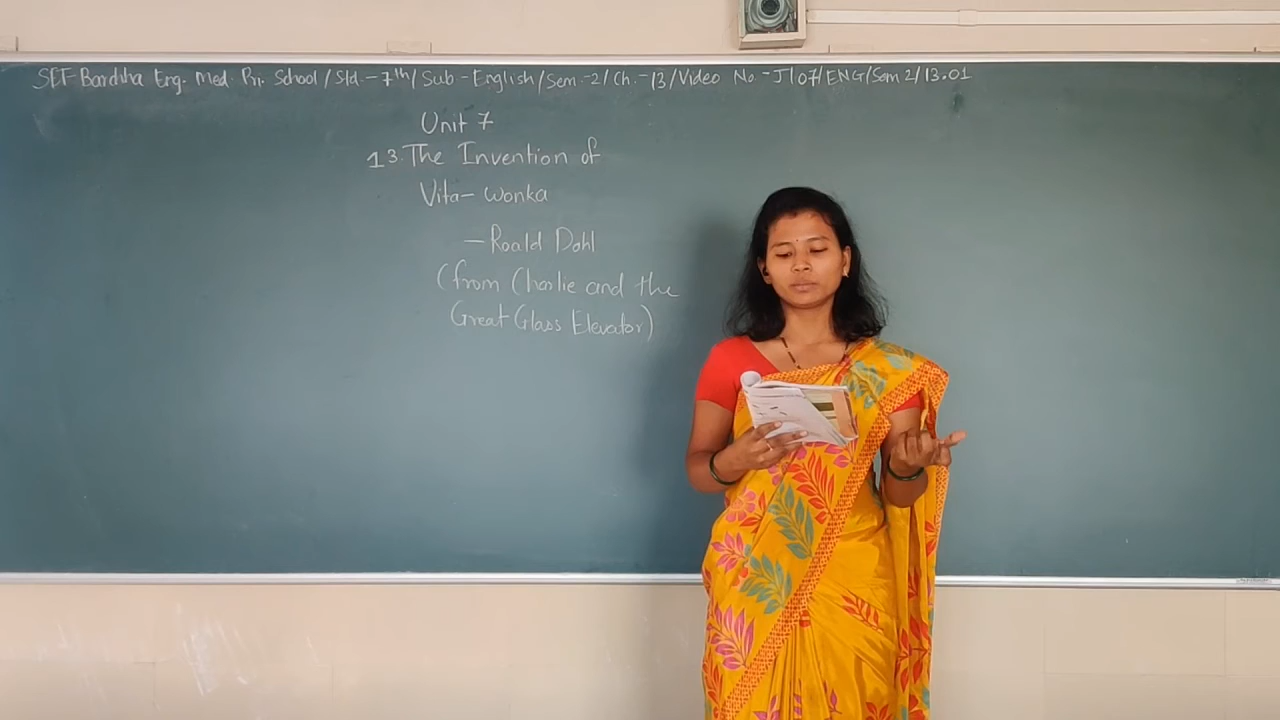 SEF Bardiha Eng. Med. Pri. School / Std. - 7th / Sub - English / Sem. - 2 / Ch. - 13 / Video No - J107/ENG/Sem 2/13.01
Unit 7
13. The Invention of
Vita - Wonka
- Roald Dahl
(from Charlie and the
Great Glass Elevator)